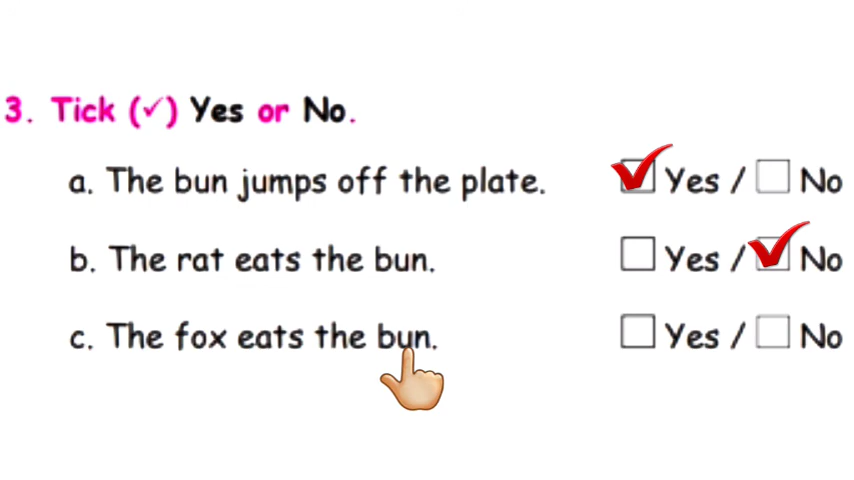 3. Tick (✓) Yes or No.
a. The bun jumps off the plate. Yes / No
b. The rat eats the bun. Yes / No
c. The fox eats the bun. Yes / No